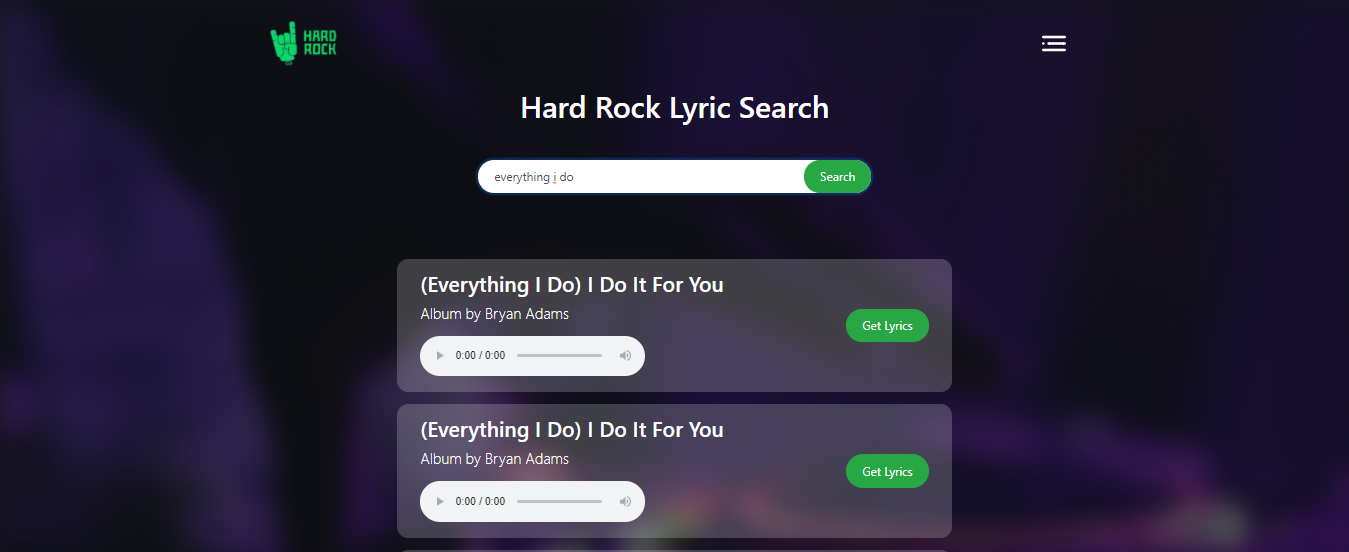 HARD
ROCK
Hard Rock Lyric Search
everything i do
Search
(Everything I Do) I Do It For You
Album by Bryan Adams
Get Lyrics
0:00 / 0:00
(Everything I Do) I Do It For You
Album by Bryan Adams
Get Lyrics
0:00 / 0:00